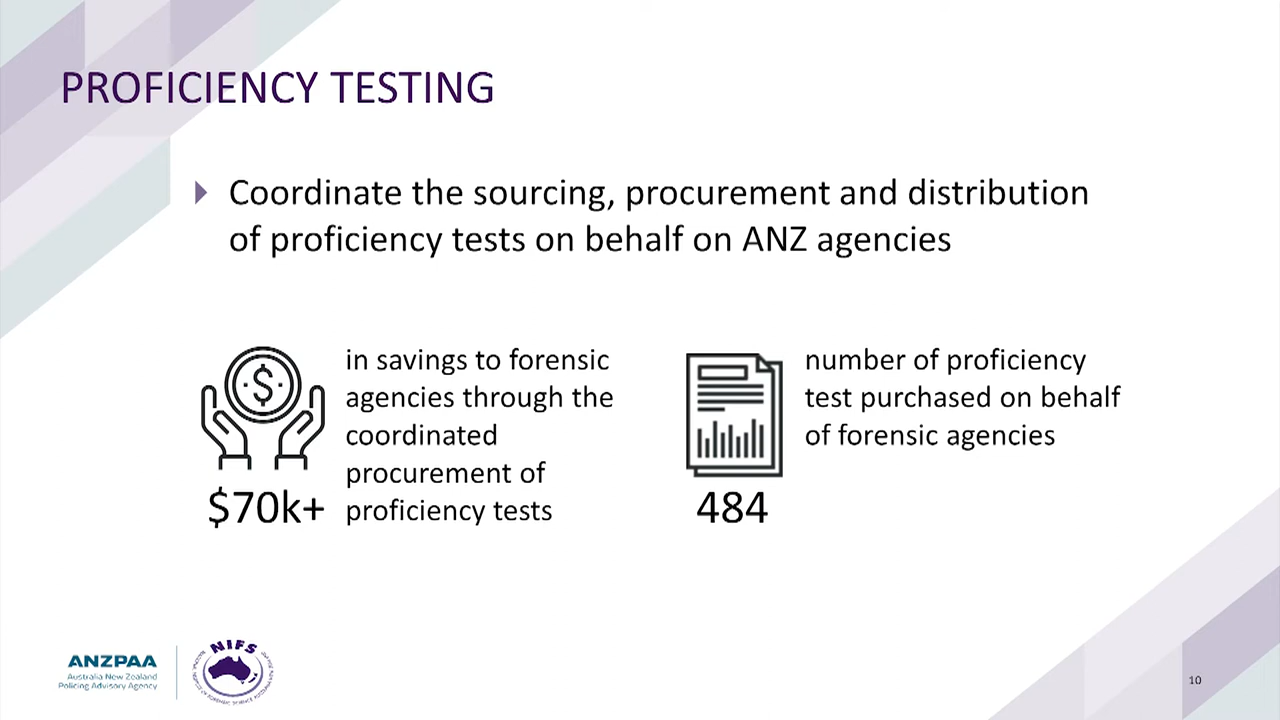 PROFICIENCY TESTING
Coordinate the sourcing, procurement and distribution
of proficiency tests on behalf on ANZ agencies
in savings to forensic
agencies through the
coordinated
procurement of
proficiency tests
$70k+
number of proficiency
test purchased on behalf
of forensic agencies
484
ANZPAA
Australia New Zealand
Policing Advisory Agency
NIFS
10